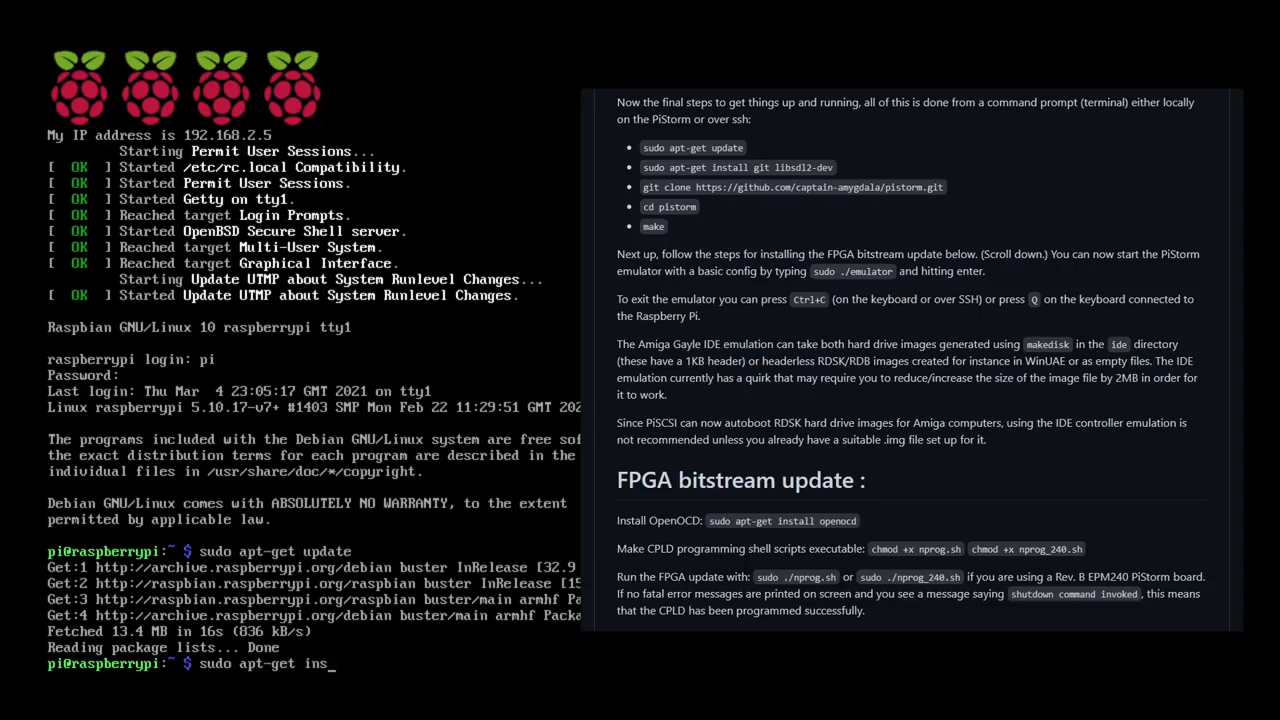 My IP address is 192.168.2.5
Starting Permit User Sessions...
[  OK  ] Started /etc/rc.local Compatibility.
[  OK  ] Started Permit User Sessions.
[  OK  ] Started Getty on tty1.
[  OK  ] Reached target Login Prompts.
[  OK  ] Started OpenBSD Secure Shell server.
[  OK  ] Reached target Multi-User System.
[  OK  ] Reached target Graphical Interface.
Starting Update UTMP about System Runlevel Changes...
[  OK  ] Started Update UTMP about System Runlevel Changes.
Raspbian GNU/Linux 10 raspberrypi tty1
raspberrypi login: pi
Password:
Last login: Thu Mar  4 23:05:17 GMT 2021 on tty1
Linux raspberrypi 5.10.17-v7+ #1403 SMP Mon Feb 22 11:29:51 GMT 202
The programs included with the Debian GNU/Linux system are free sof
the exact distribution terms for each program are described in the
individual files in /usr/share/doc/*/copyright.
Debian GNU/Linux comes with ABSOLUTELY NO WARRANTY, to the extent
permitted by applicable law.
pi@raspberrypi:~ $ sudo apt-get update
Get:1 http://archive.raspberrypi.org/debian buster InRelease [32.9
Get:2 http://raspbian.raspberrypi.org/raspbian buster InRelease [15
Get:3 http://raspbian.raspberrypi.org/raspbian buster/main armhf Pa
Get:4 http://archive.raspberrypi.org/debian buster/main armhf Packa
Fetched 13.4 MB in 16s (836 kB/s)
Reading package lists... Done
pi@raspberrypi:~ $ sudo apt-get ins_
Now the final steps to get things up and running, all of this is done from a command prompt (terminal) either locally
on the PiStorm or over ssh:
• sudo apt-get update
• sudo apt-get install git libsdl2-dev
• git clone https://github.com/captain-amygdala/pistorm.git
• cd pistorm
• make
Next up, follow the steps for installing the FPGA bitstream update below. (Scroll down.) You can now start the PiStorm
emulator with a basic config by typing sudo ./emulator and hitting enter.
To exit the emulator you can press Ctrl+C (on the keyboard or over SSH) or press Q on the keyboard connected to
the Raspberry Pi.
The Amiga Gayle IDE emulation can take both hard drive images generated using makedisk in the ide directory
(these have a 1KB header) or headerless RDSK/RDB images created for instance in WinUAE or as empty files. The IDE
emulation currently has a quirk that may require you to reduce/increase the size of the image file by 2MB in order for
it to work.
Since PiSCSI can now autoboot RDSK hard drive images for Amiga computers, using the IDE controller emulation is
not recommended unless you already have a suitable .img file set up for it.
FPGA bitstream update :
Install OpenOCD: sudo apt-get install openocd
Make CPLD programming shell scripts executable: chmod +x nprog.sh chmod +x nprog_240.sh
Run the FPGA update with: sudo ./nprog.sh or sudo ./nprog_240.sh if you are using a Rev. B EPM240 PiStorm board.
If no fatal error messages are printed on screen and you see a message saying shutdown command invoked, this means
that the CPLD has been programmed successfully.